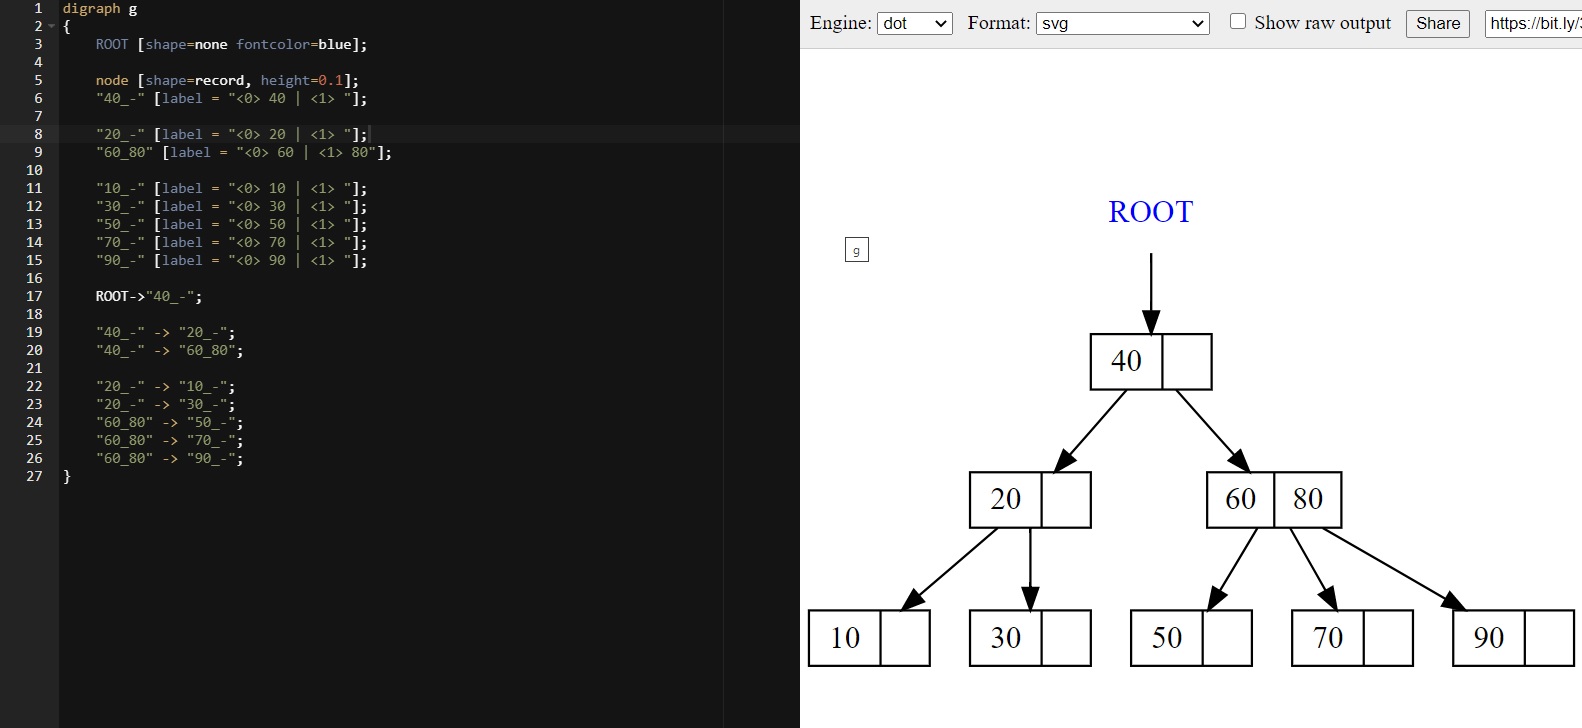 1 digraph g
2 {
3 ROOT [shape=none fontcolor=blue];
4
5 node [shape=record, height=0.1];
6 "40_-" [label = "<0> 40 | <1> "];
7
8 "20_-" [label = "<0> 20 | <1> "];
9 "60_80" [label = "<0> 60 | <1> 80"];
10
11 "10_-" [label = "<0> 10 | <1> "];
12 "30_-" [label = "<0> 30 | <1> "];
13 "50_-" [label = "<0> 50 | <1> "];
14 "70_-" [label = "<0> 70 | <1> "];
15 "90_-" [label = "<0> 90 | <1> "];
16
17 ROOT->"40_-";
18
19 "40_-" -> "20_-";
20 "40_-" -> "60_80";
21
22 "20_-" -> "10_-";
23 "20_-" -> "30_-";
24 "60_80" -> "50_-";
25 "60_80" -> "70_-";
26 "60_80" -> "90_-";
27 }
Engine: dot Format: svg Show raw output Share https://bit.ly/
ROOT
g
40
20 60 80
10 30 50 70 90